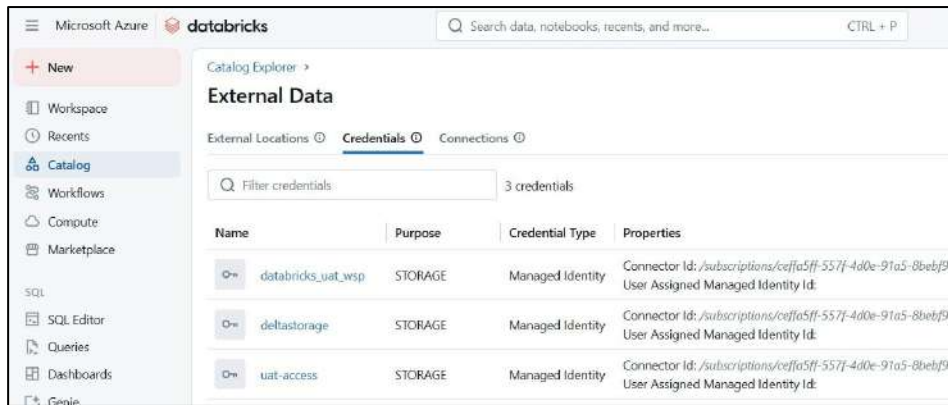 Microsoft Azure databricks Search data, notebooks, recents, and more... CTRL + P
New
Workspace
Recents
Catalog
Workflows
Compute
Marketplace
SQL
SQL Editor
Queries
Dashboards
Genie
Catalog Explorer >
External Data
External Locations Credentials Connections
Filter credentials 3 credentials
Name Purpose Credential Type Properties
databricks_uat_wsp STORAGE Managed Identity Connector Id: /subscriptions/ceffa5ff-557f-4d0e-91a5-8bebf9
User Assigned Managed Identity Id:
deltastorage STORAGE Managed Identity Connector Id: /subscriptions/ceffa5ff-557f-4d0e-91a5-8bebf9
User Assigned Managed Identity Id:
uat-access STORAGE Managed Identity Connector Id: /subscriptions/ceffa5ff-557f-4d0e-91a5-8bebf9
User Assigned Managed Identity Id: